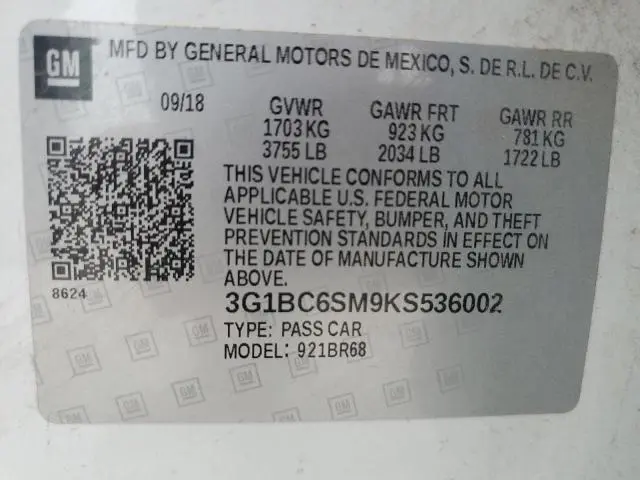 GM
MFD BY GENERAL MOTORS DE MEXICO, S. DE R.L. DE C.V.
09/18 GVWR GAWR FRT GAWR RR
1703 KG 923 KG 781 KG
3755 LB 2034 LB 1722 LB
THIS VEHICLE CONFORMS TO ALL
APPLICABLE U.S. FEDERAL MOTOR
VEHICLE SAFETY, BUMPER, AND THEFT
PREVENTION STANDARDS IN EFFECT ON
THE DATE OF MANUFACTURE SHOWN
ABOVE.
8624
3G1BC6SM9KS536002
TYPE: PASS CAR
MODEL: 921BR68